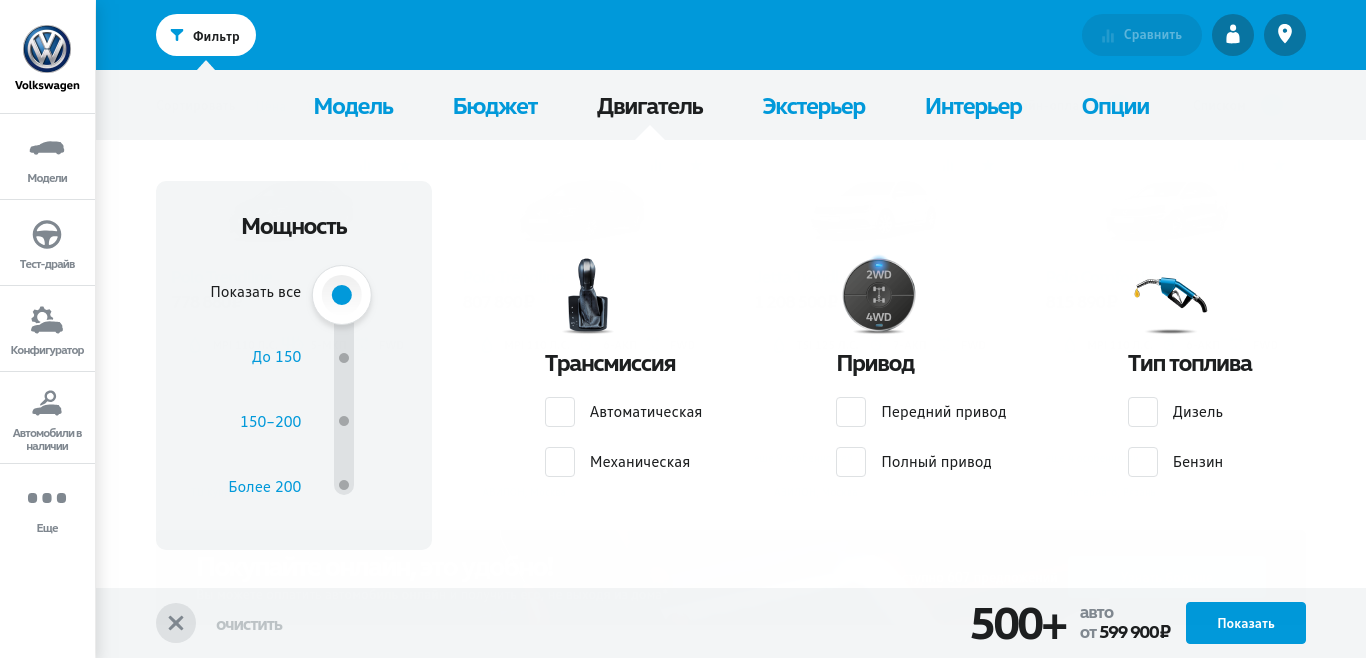 Volkswagen
Модели
Тест-драйв
Конфигуратор
Автомобили в
наличии
Еще
Фильтр
Сравнить
Модель Бюджет Двигатель Экстерьер Интерьер Опции
Мощность
Показать все
До 150
150–200
Более 200
2WD
4WD
Трансмиссия
Автоматическая
Механическая
Привод
Передний привод
Полный привод
Тип топлива
Дизель
Бензин
очистить
500+
авто
от 599 900₽
Показать